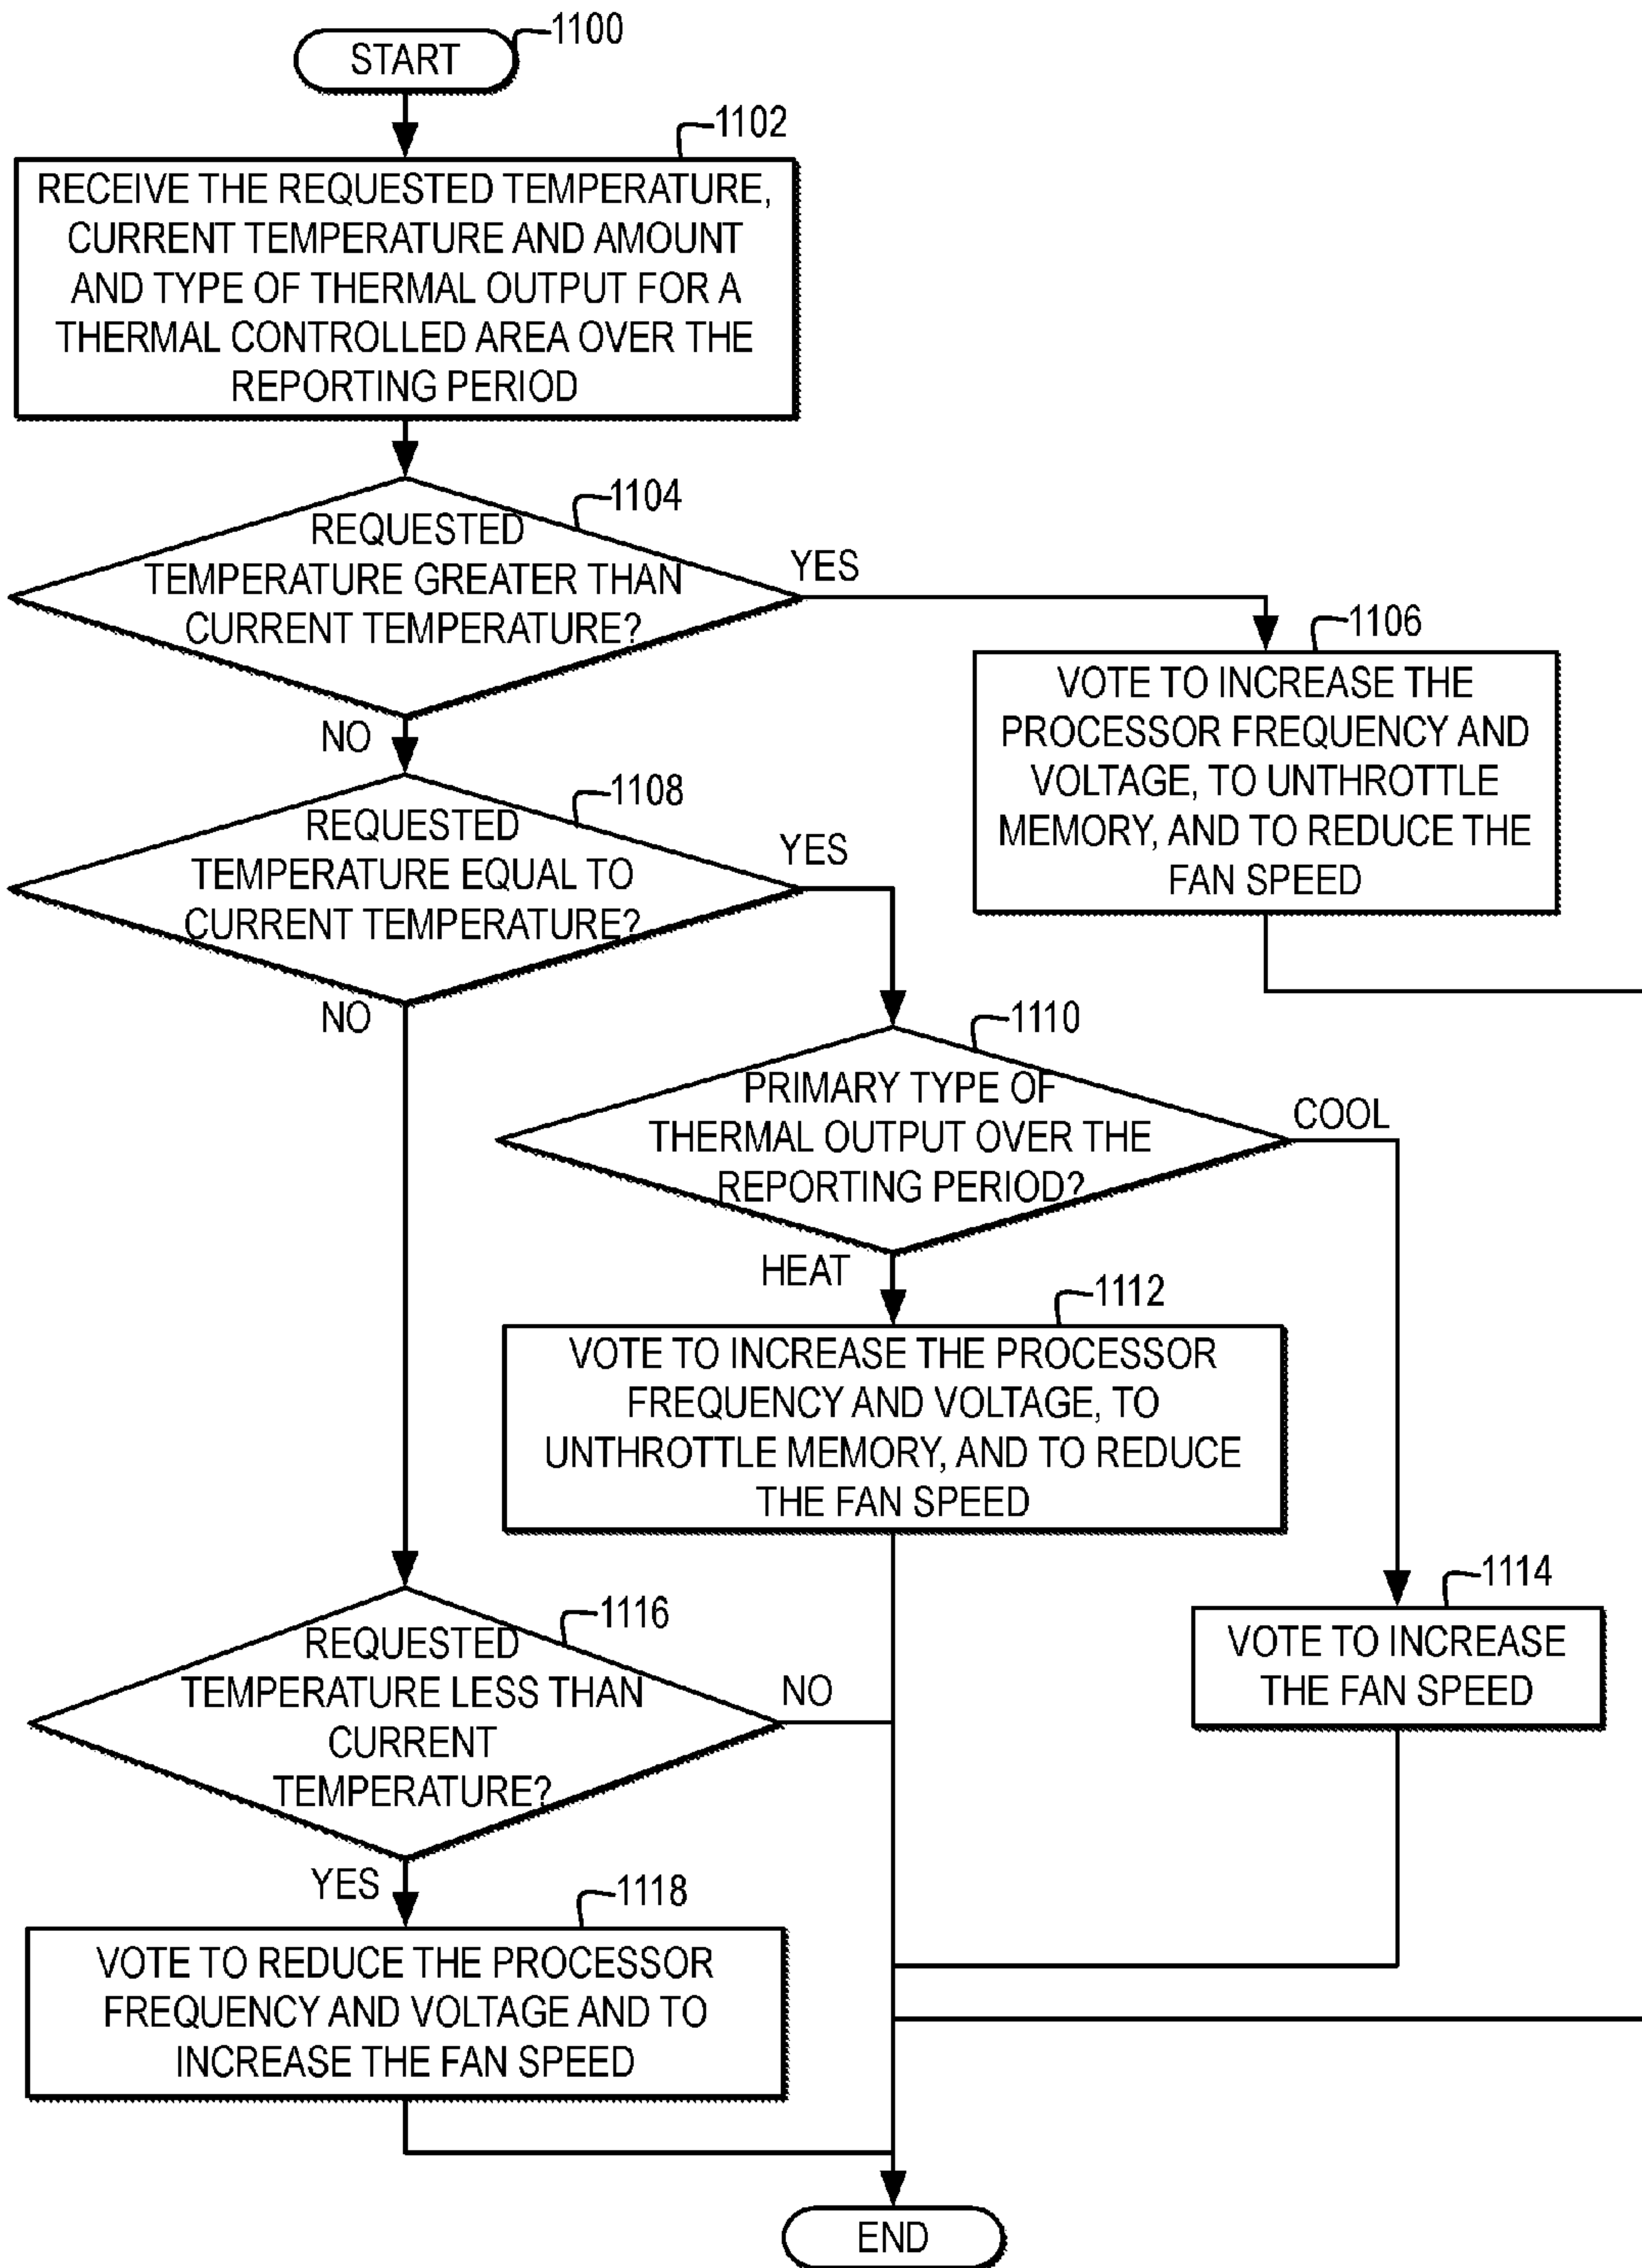 1100
START
1102
RECEIVE THE REQUESTED TEMPERATURE,
CURRENT TEMPERATURE AND AMOUNT
AND TYPE OF THERMAL OUTPUT FOR A
THERMAL CONTROLLED AREA OVER THE
REPORTING PERIOD
1104
REQUESTED
TEMPERATURE GREATER THAN
CURRENT TEMPERATURE?
YES
NO
1106
VOTE TO INCREASE THE
PROCESSOR FREQUENCY AND
VOLTAGE, TO UNTHROTTLE
MEMORY, AND TO REDUCE THE
FAN SPEED
1108
REQUESTED
TEMPERATURE EQUAL TO
CURRENT TEMPERATURE?
YES
NO
1110
PRIMARY TYPE OF
THERMAL OUTPUT OVER THE
REPORTING PERIOD?
COOL
HEAT
1112
VOTE TO INCREASE THE PROCESSOR
FREQUENCY AND VOLTAGE, TO
UNTHROTTLE MEMORY, AND TO REDUCE
THE FAN SPEED
1114
VOTE TO INCREASE
THE FAN SPEED
1116
REQUESTED
TEMPERATURE LESS THAN
CURRENT
TEMPERATURE?
NO
YES
1118
VOTE TO REDUCE THE PROCESSOR
FREQUENCY AND VOLTAGE AND TO
INCREASE THE FAN SPEED
END